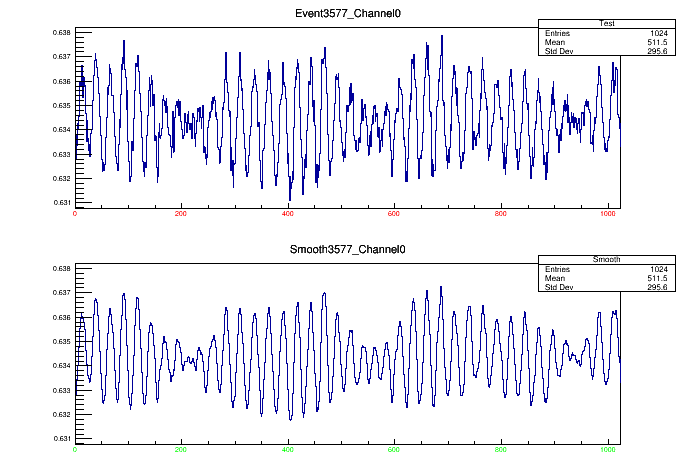 Event3577_Channel0
Test
Entries 1024
Mean 511.5
Std Dev 295.6
0.638
0.637
0.636
0.635
0.634
0.633
0.632
0.631
0 200 400 600 800 1000
Smooth3577_Channel0
Smooth
Entries 1024
Mean 511.5
Std Dev 295.6
0.638
0.637
0.636
0.635
0.634
0.633
0.632
0.631
0 200 400 600 800 1000